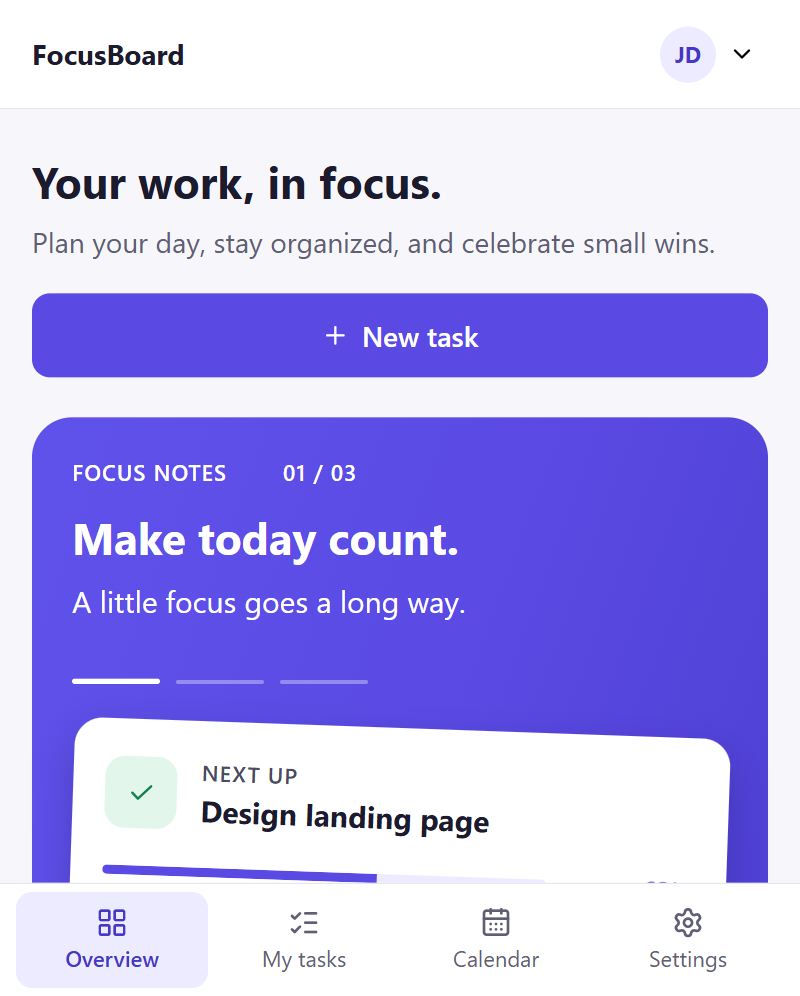 FocusBoard
JD
Your work, in focus.
Plan your day, stay organized, and celebrate small wins.
+ New task
FOCUS NOTES 01 / 03
Make today count.
A little focus goes a long way.
NEXT UP
Design landing page
Overview
My tasks
Calendar
Settings